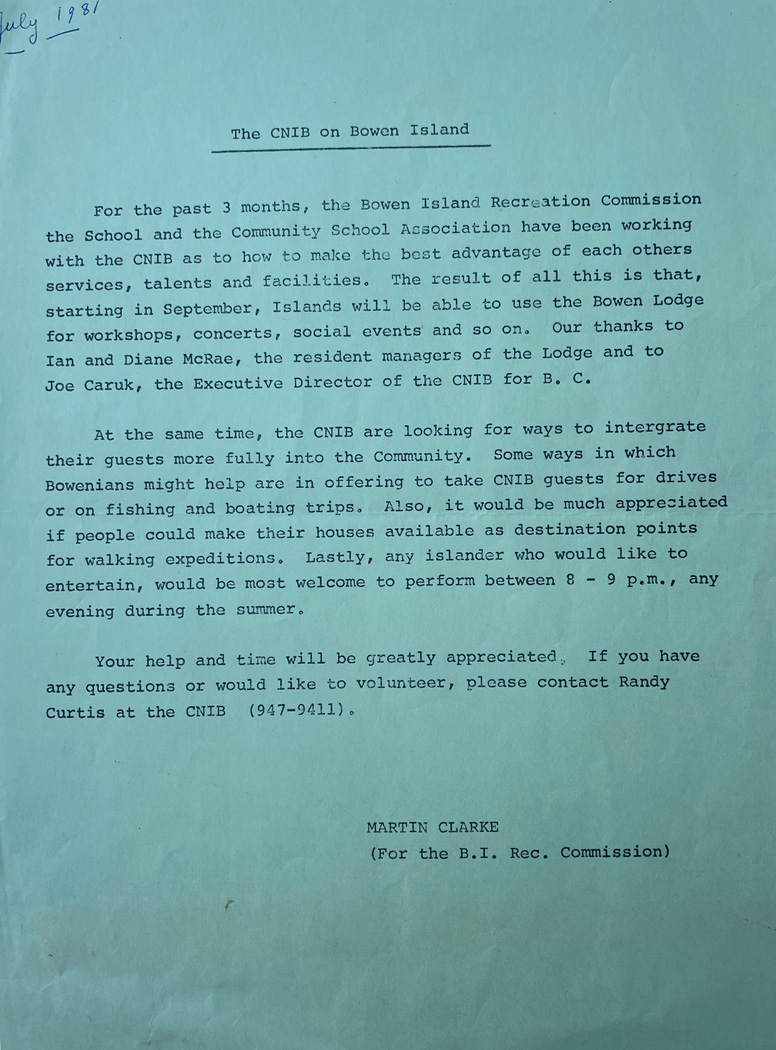 July 1981
The CNIB on Bowen Island
For the past 3 months, the Bowen Island Recreation Commission
the School and the Community School Association have been working
with the CNIB as to how to make the best advantage of each others
services, talents and facilities. The result of all this is that,
starting in September, Islands will be able to use the Bowen Lodge
for workshops, concerts, social events and so on. Our thanks to
Ian and Diane McRae, the resident managers of the Lodge and to
Joe Caruk, the Executive Director of the CNIB for B. C.
At the same time, the CNIB are looking for ways to intergrate
their guests more fully into the Community. Some ways in which
Bowenians might help are in offering to take CNIB guests for drives
or on fishing and boating trips. Also, it would be much appreciated
if people could make their houses available as destination points
for walking expeditions. Lastly, any islander who would like to
entertain, would be most welcome to perform between 8 - 9 p.m., any
evening during the summer.
Your help and time will be greatly appreciated. If you have
any questions or would like to volunteer, please contact Randy
Curtis at the CNIB (947-9411).
MARTIN CLARKE
(For the B.I. Rec. Commission)